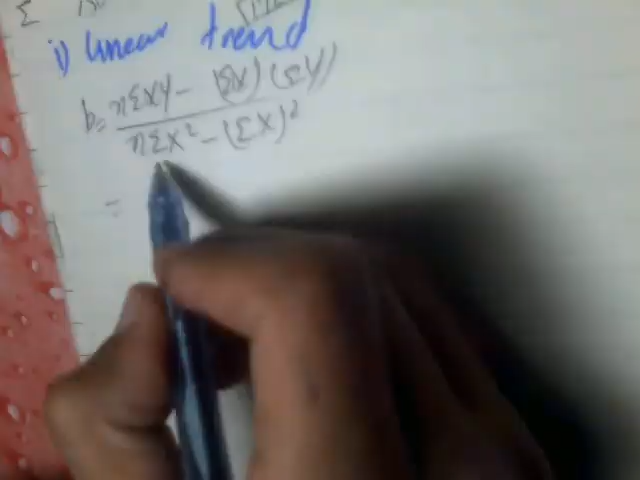 Σ
i) Linear trend
b = nΣXY - (ΣX) (ΣY) / nΣX² - (ΣX)²
=